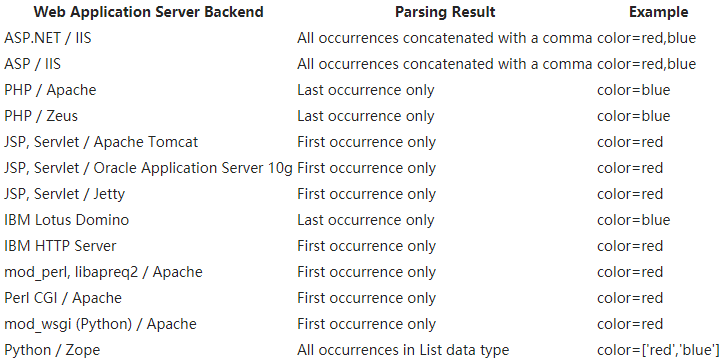 Web Application Server Backend Parsing Result Example
ASP.NET / IIS All occurrences concatenated with a comma color=red,blue
ASP / IIS All occurrences concatenated with a comma color=red,blue
PHP / Apache Last occurrence only color=blue
PHP / Zeus Last occurrence only color=blue
JSP, Servlet / Apache Tomcat First occurrence only color=red
JSP, Servlet / Oracle Application Server 10g First occurrence only color=red
JSP, Servlet / Jetty First occurrence only color=red
IBM Lotus Domino Last occurrence only color=blue
IBM HTTP Server First occurrence only color=red
mod_perl, libapreq2 / Apache First occurrence only color=red
Perl CGI / Apache First occurrence only color=red
mod_wsgi (Python) / Apache First occurrence only color=red
Python / Zope All occurrences in List data type color=['red','blue']